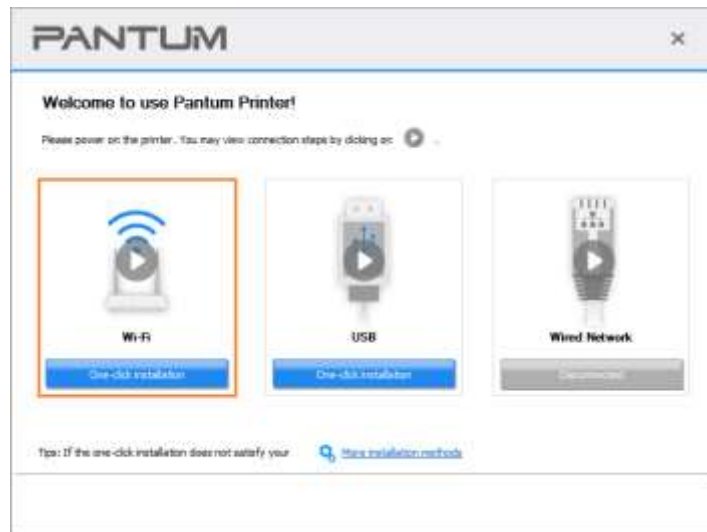 PANTUM
Welcome to use Pantum Printer!
Please power on the printer. You may view connection steps by clicking on .
Wi-Fi USB Wired Network
One-click installation One-click installation Disconnected
Tips: If the one-click installation does not satisfy your More installation methods